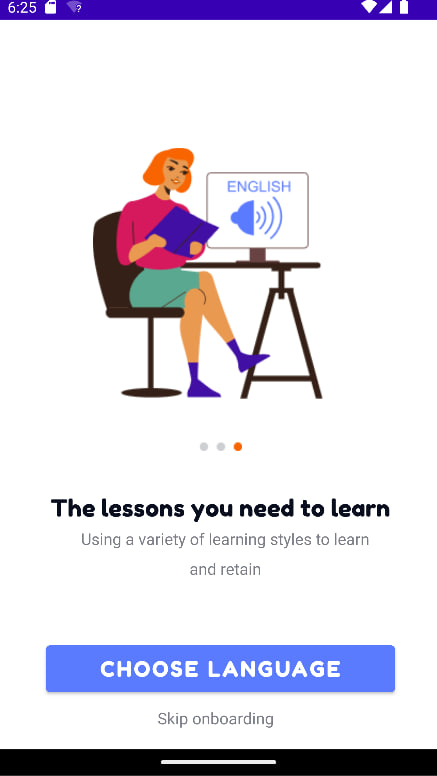 6:25
ENGLISH
The lessons you need to learn
Using a variety of learning styles to learn
and retain
CHOOSE LANGUAGE
Skip onboarding